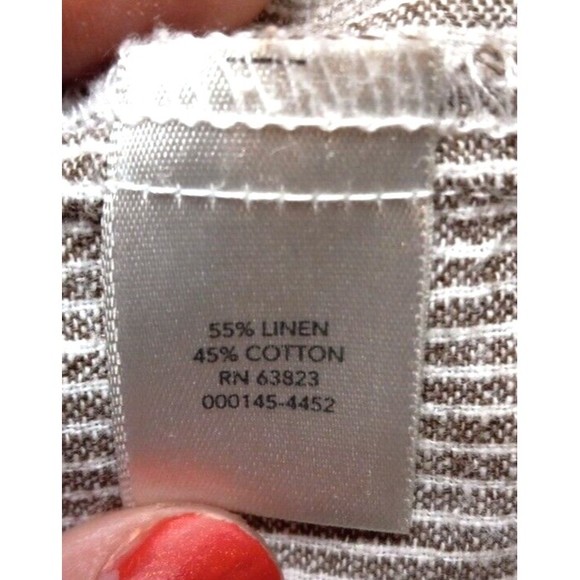 55% LINEN
45% COTTON
RN 63823
000145-4452